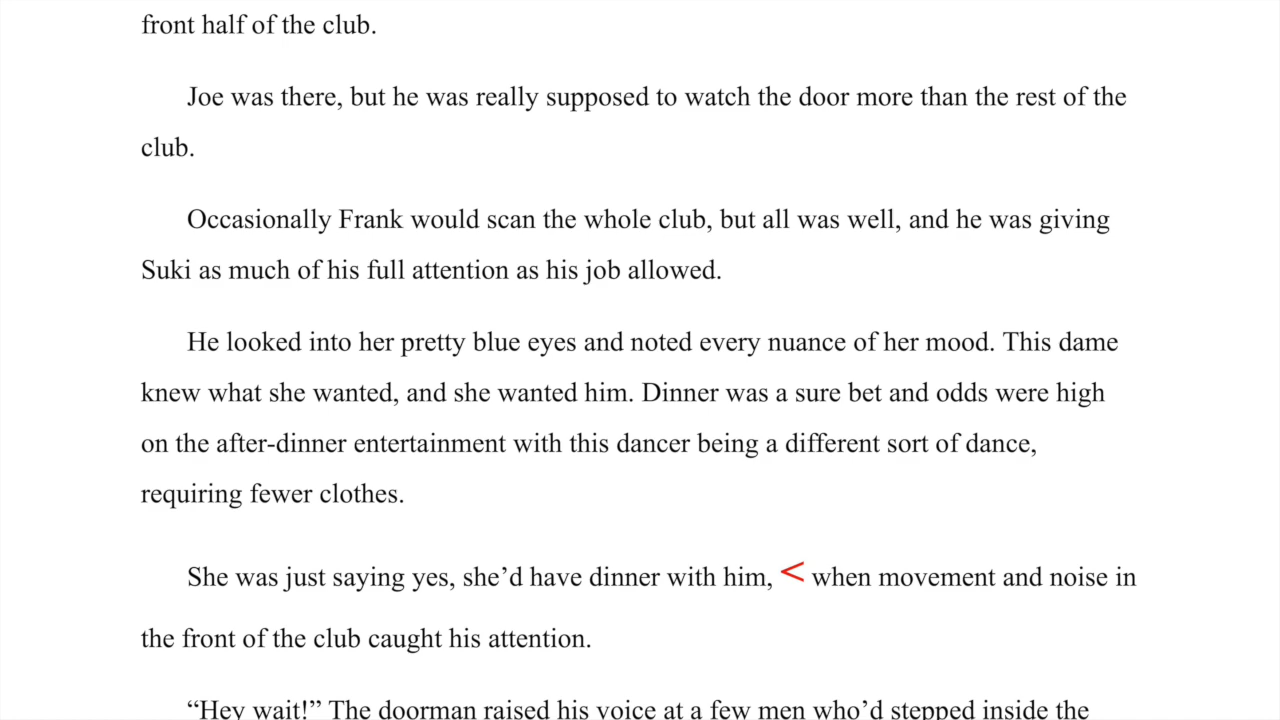 front half of the club.
Joe was there, but he was really supposed to watch the door more than the rest of the
club.
Occasionally Frank would scan the whole club, but all was well, and he was giving
Suki as much of his full attention as his job allowed.
He looked into her pretty blue eyes and noted every nuance of her mood. This dame
knew what she wanted, and she wanted him. Dinner was a sure bet and odds were high
on the after-dinner entertainment with this dancer being a different sort of dance,
requiring fewer clothes.
She was just saying yes, she’d have dinner with him, < when movement and noise in
the front of the club caught his attention.
“Hey wait!” The doorman raised his voice at a few men who’d stepped inside the